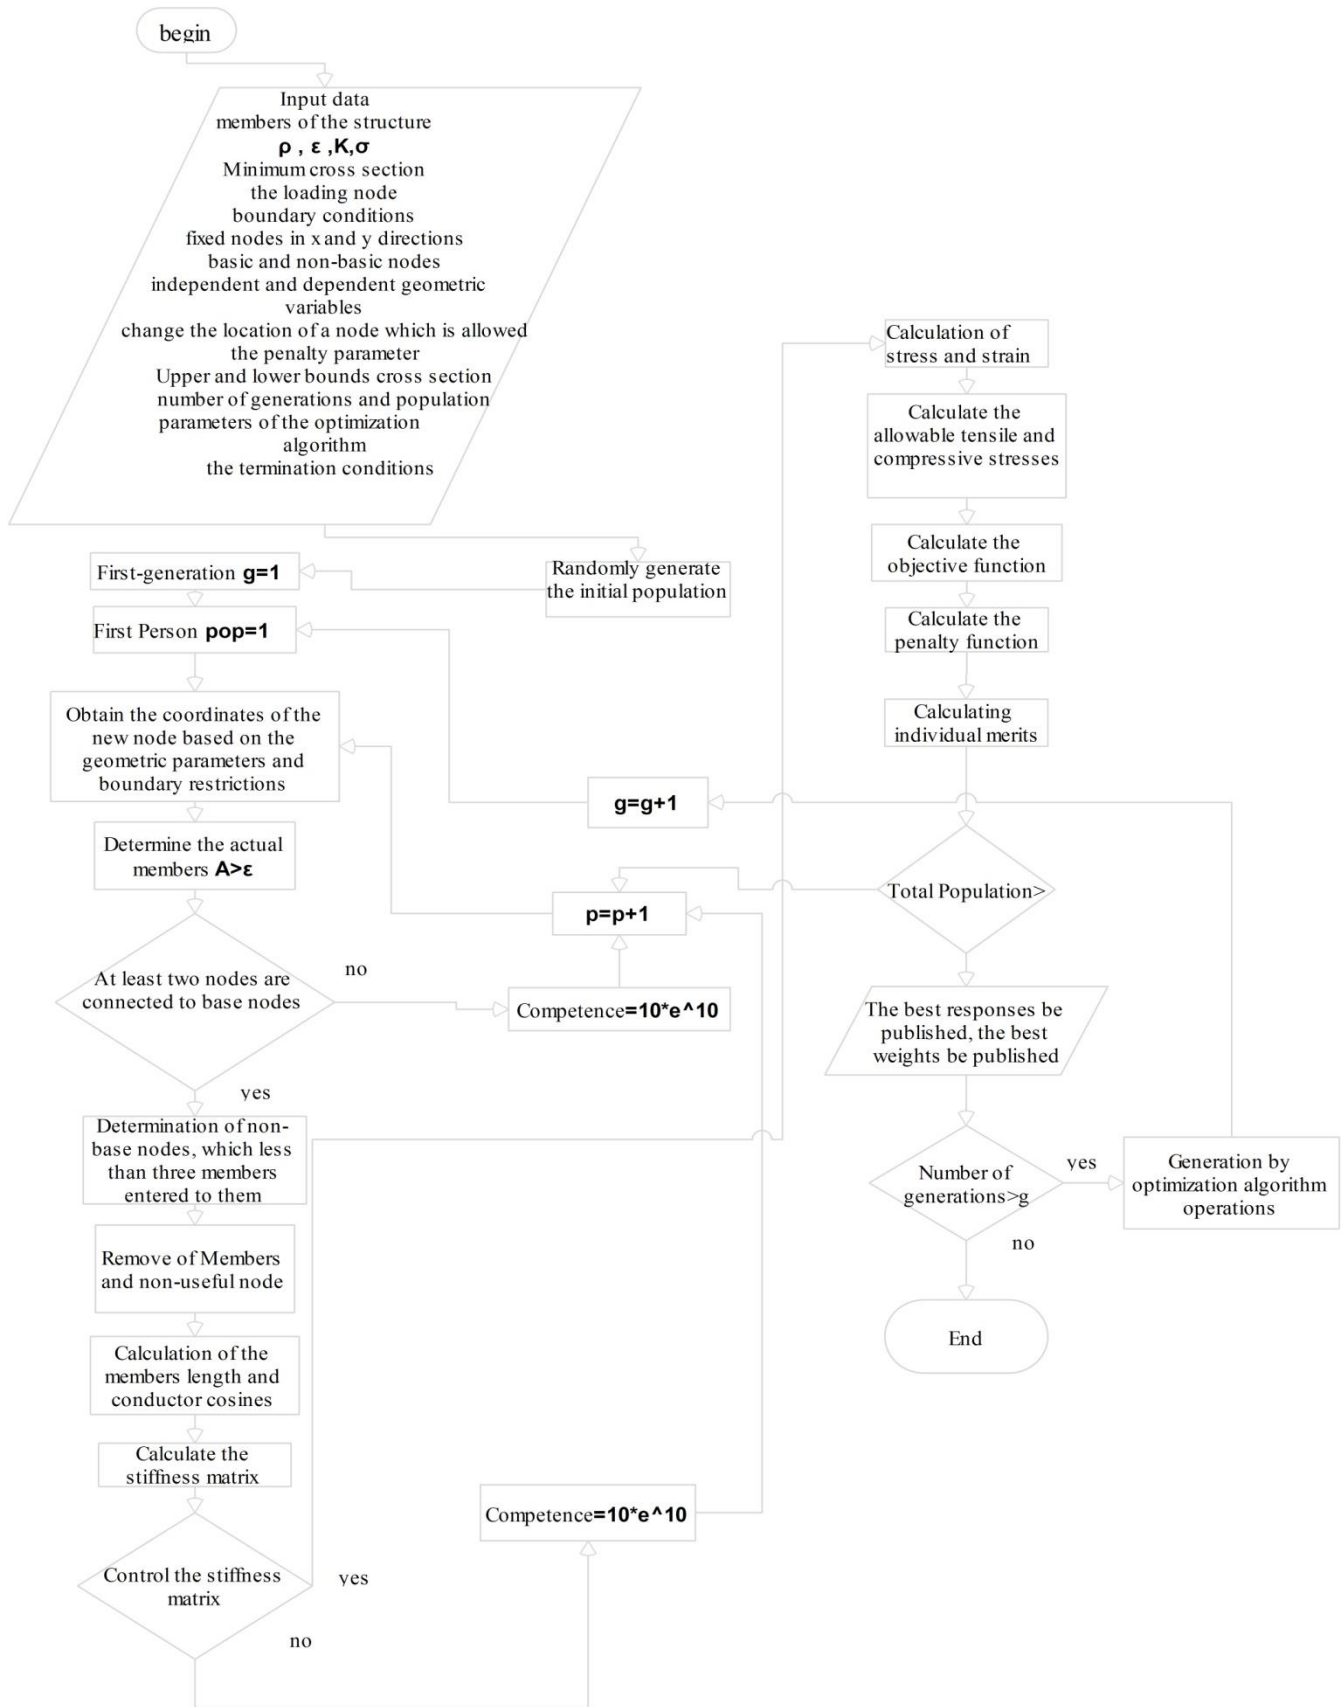 begin
Input data
members of the structure
ρ , ε ,K,σ
Minimum cross section
the loading node
boundary conditions
fixed nodes in x and y directions
basic and non-basic nodes
independent and dependent geometric
variables
change the location of a node which is allowed
the penalty parameter
Upper and lower bounds cross section
number of generations and population
parameters of the optimization
algorithm
the termination conditions
Randomly generate
the initial population
First-generation g=1
First Person pop=1
Obtain the coordinates of the
new node based on the
geometric parameters and
boundary restrictions
Determine the actual
members A>ε
At least two nodes are
connected to base nodes
no
Competence=10*e^10
p=p+1
g=g+1
yes
Determination of non-
base nodes, which less
than three members
entered to them
Remove of Members
and non-useful node
Calculation of the
members length and
conductor cosines
Calculate the
stiffness matrix
Control the stiffness
matrix
yes
no
Competence=10*e^10
Calculation of
stress and strain
Calculate the
allowable tensile and
compressive stresses
Calculate the
objective function
Calculate the
penalty function
Calculating
individual merits
Total Population>
The best responses be
published, the best
weights be published
Number of
generations>g
yes
Generation by
optimization algorithm
operations
no
End